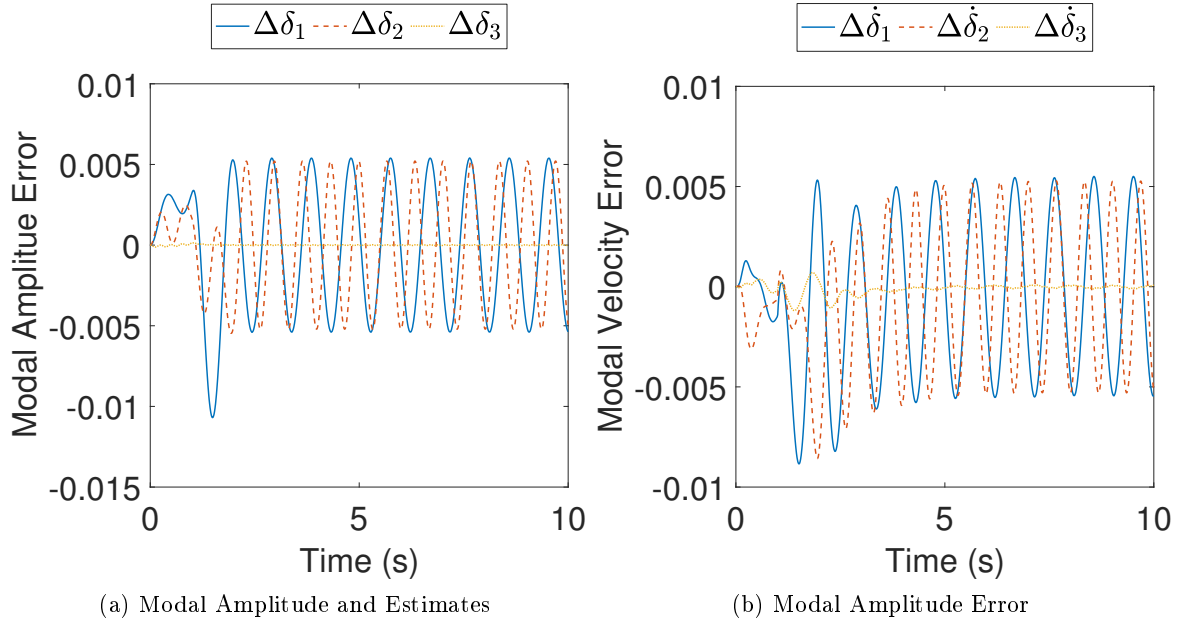 Δδ₁ Δδ₂ Δδ₃
0.01
0.005
0
-0.005
-0.01
-0.015
Modal Amplitue Error
0 5 10
Time (s)
(a) Modal Amplitude and Estimates
Δδ̇₁ Δδ̇₂ Δδ̇₃
0.01
0.005
0
-0.005
-0.01
Modal Velocity Error
0 5 10
Time (s)
(b) Modal Amplitude Error